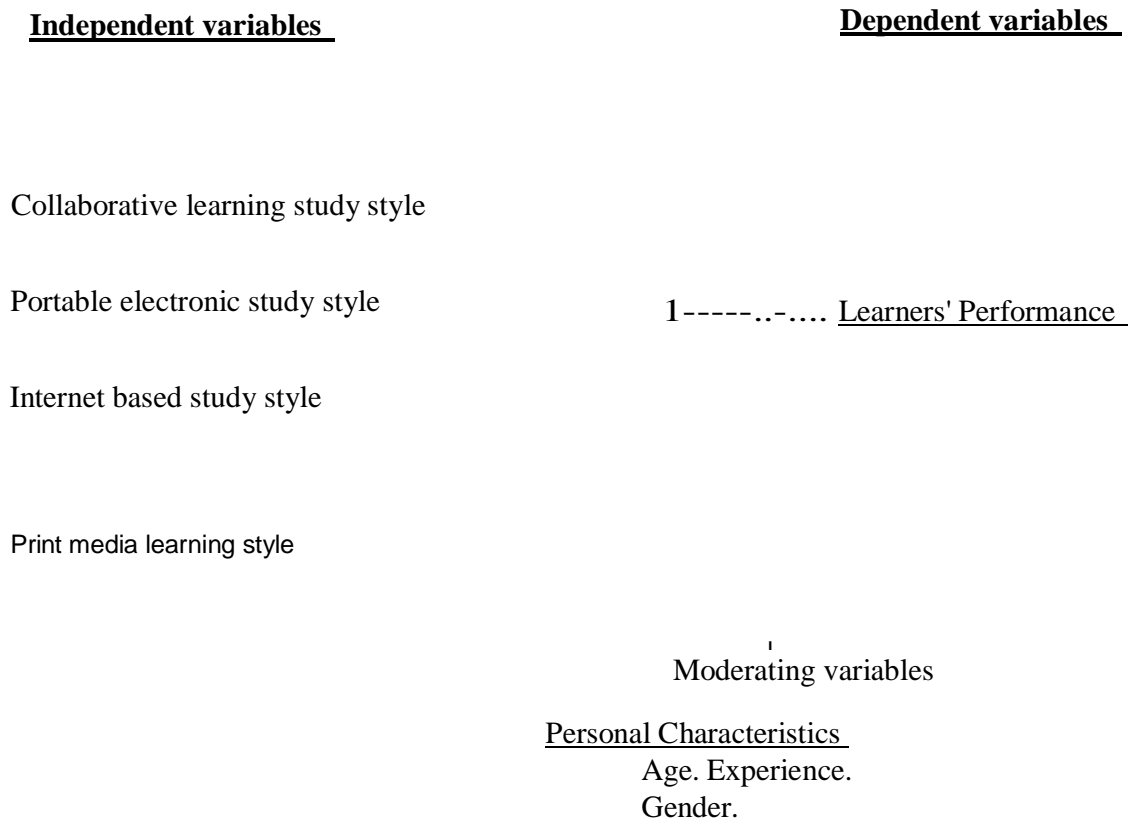 Independent variables
Dependent variables
Collaborative learning study style
Portable electronic study style
1-----..-.... Learners' Performance
Internet based study style
Print media learning style
Moderating variables
Personal Characteristics
Age. Experience.
Gender.